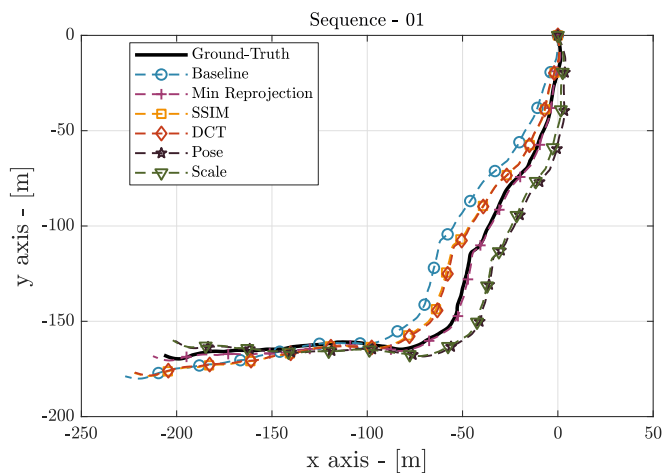 Sequence - 01
0
-50
-100
-150
-200
y axis - [m]
Ground-Truth
Baseline
Min Reprojection
SSIM
DCT
Pose
Scale
-250
-200
-150
-100
-50
0
50
x axis - [m]